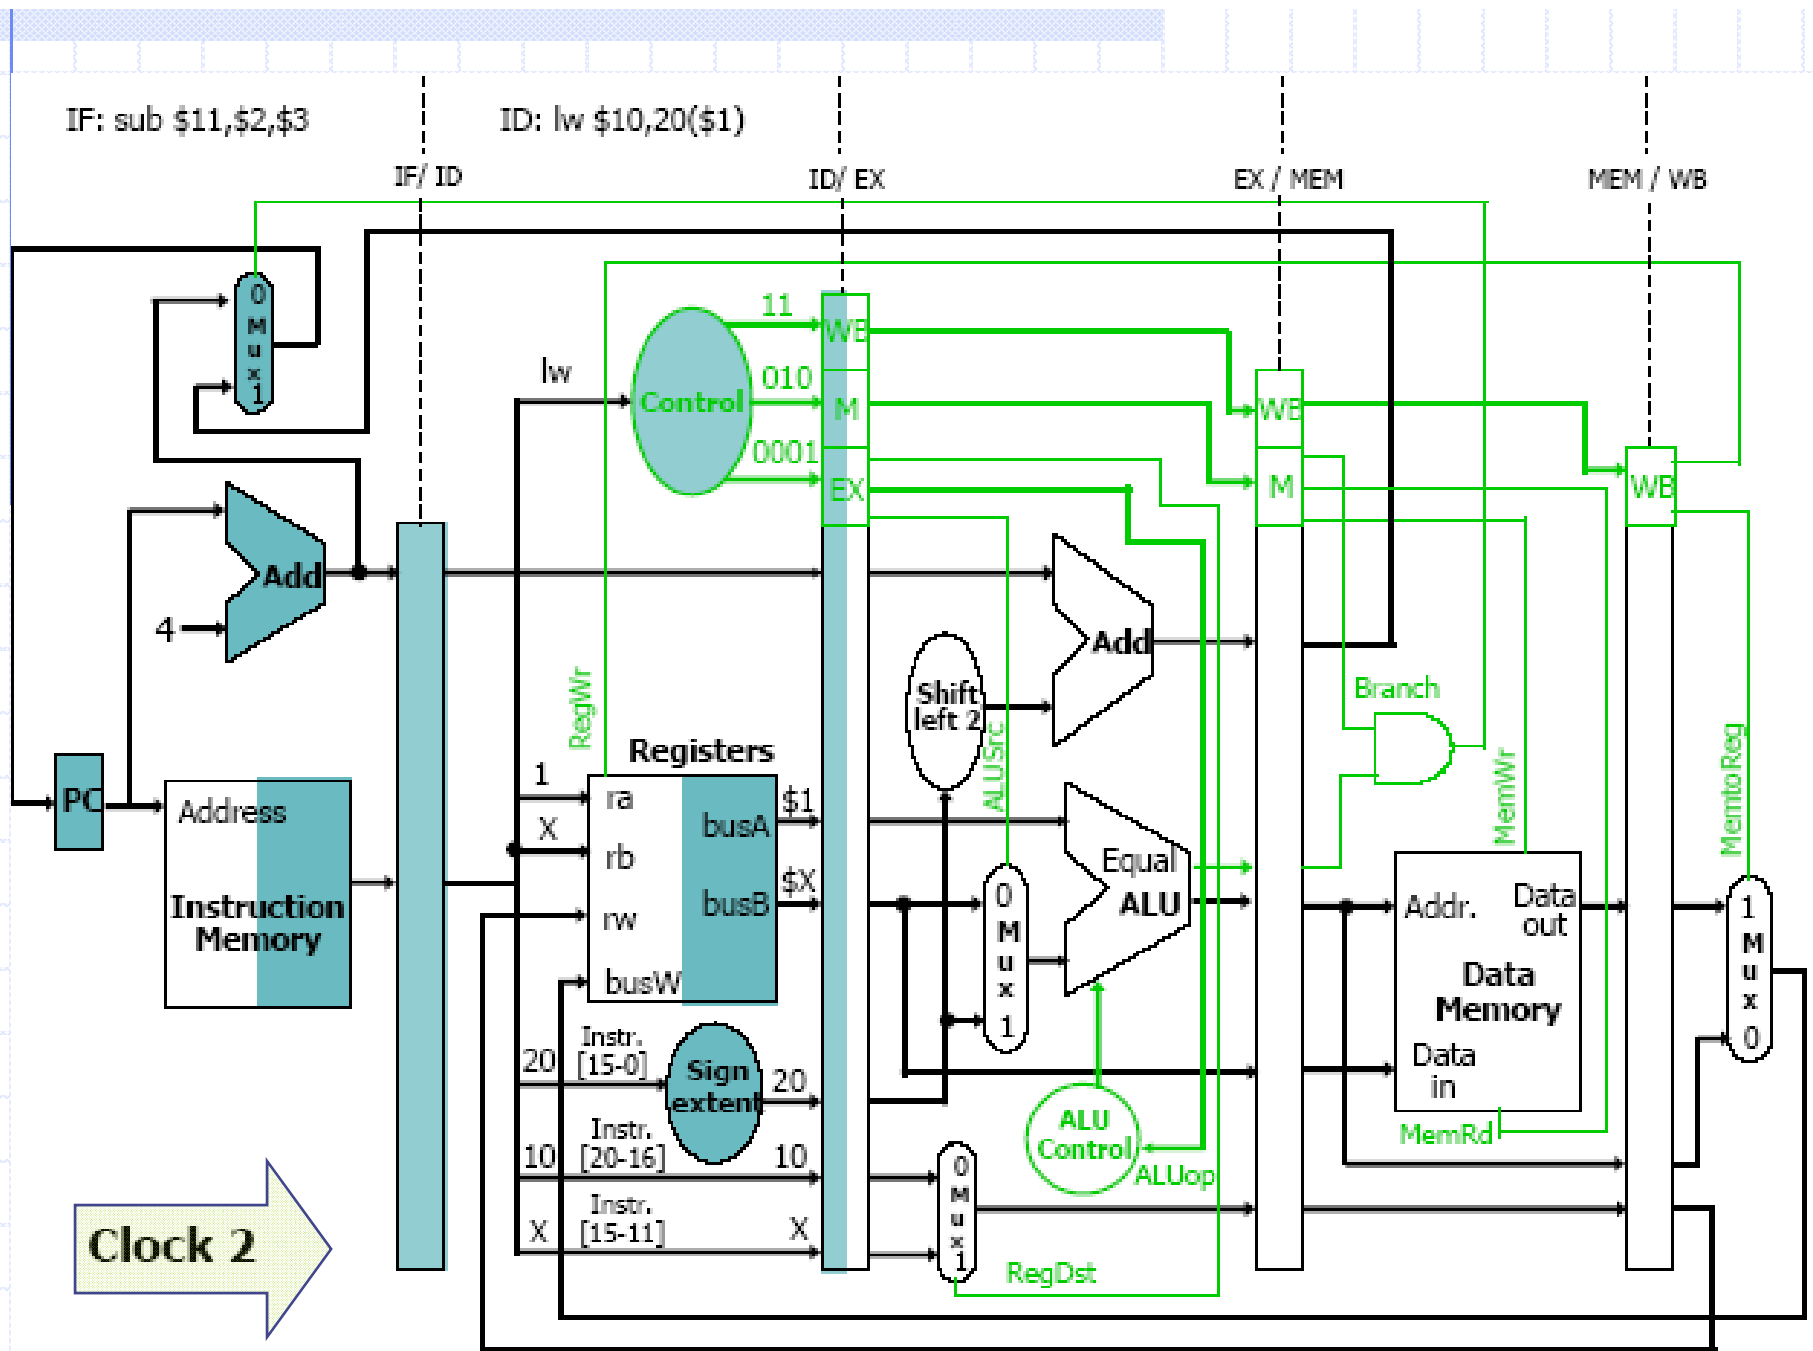 IF: sub $11,$2,$3
ID: lw $10,20($1)
IF/ ID
ID/ EX
EX / MEM
MEM / WB
0
M
u
x
1
11
WB
lw
010
Control
M
0001
EX
WB
M
WB
Add
4
Add
Shift
left 2
Branch
RegWr
ALUSrc
MemWr
MemtoReg
Registers
PC
Address
Instruction
Memory
1
ra
X
rb
rw
busW
$1
busA
$X
busB
Equal
ALU
0
M
u
x
1
Addr.
Data
out
Data
Memory
Data
in
1
M
u
x
0
Instr.
20
[15-0]
Sign
extent
20
Instr.
10
[20-16]
10
Instr.
X
[15-11]
X
ALU
Control
ALUop
MemRd
0
M
u
x
1
RegDst
Clock 2